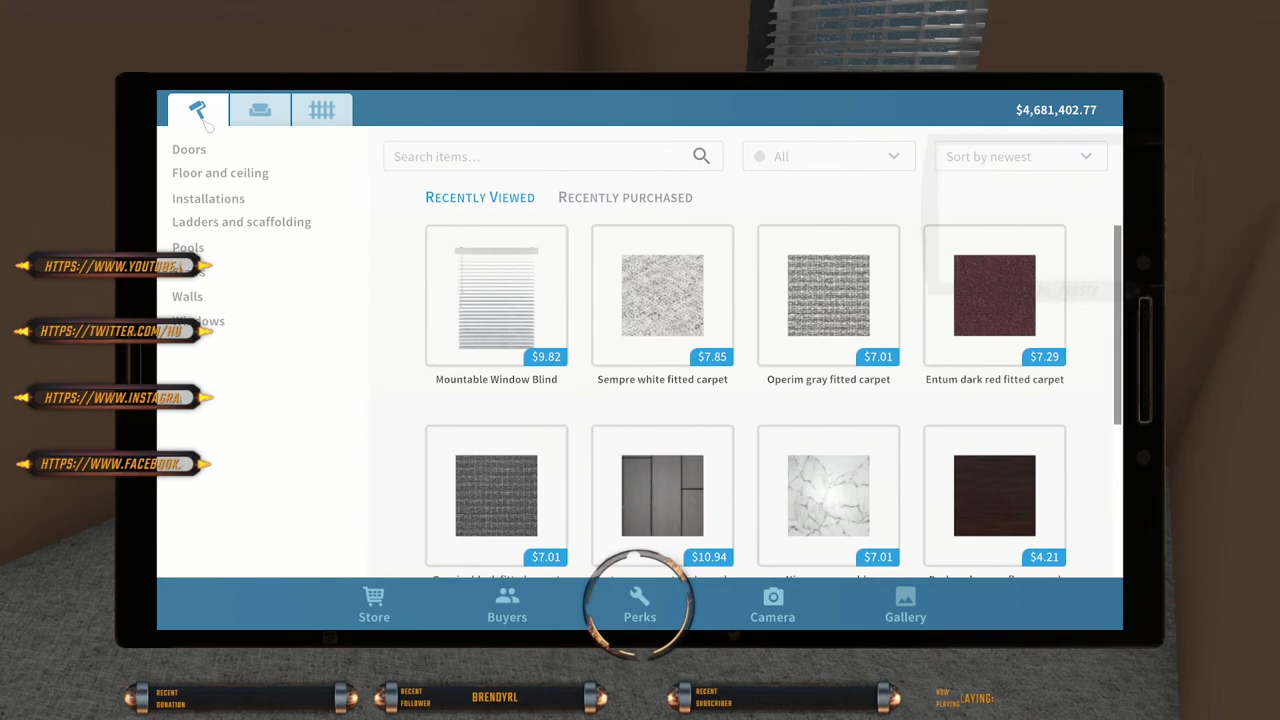 $4,681,402.77
Doors
Floor and ceiling
Installations
Ladders and scaffolding
Pools
Walls
Windows
Search items...
All
Sort by newest
RECENTLY VIEWED
RECENTLY PURCHASED
$9.82
$7.85
$7.01
$7.29
Mountable Window Blind
Sempre white fitted carpet
Operim gray fitted carpet
Entum dark red fitted carpet
$7.01
$10.94
$7.01
$4.21
Store
Buyers
Perks
Camera
Gallery
HTTPS://WWW.YOUTUBE.
HTTPS://TWITTER.COM/HO
HTTPS://WWW.INSTAGRA.
HTTPS://WWW.FACEBOOK.
RECENT
DONATION
RECENT
FOLLOWER
BRENDYRL
RECENT
SUBSCRIBER
NOW
PLAYING
LAYING: